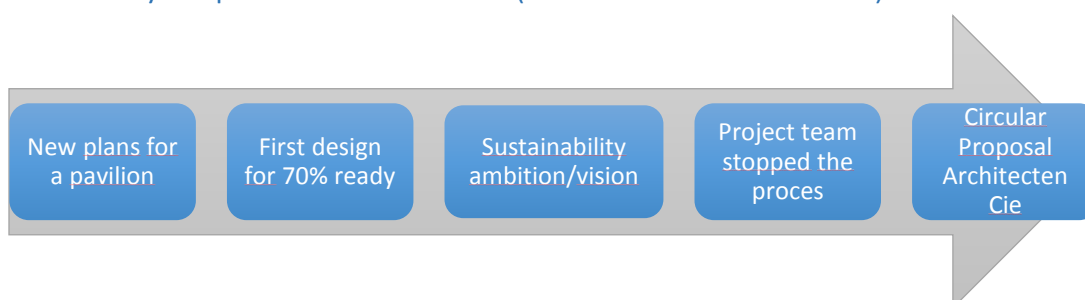 New plans for
a pavilion
First design
for 70% ready
Sustainability
ambition/vision
Project team
stopped the
proces
Circular
Proposal
Architecten
Cie